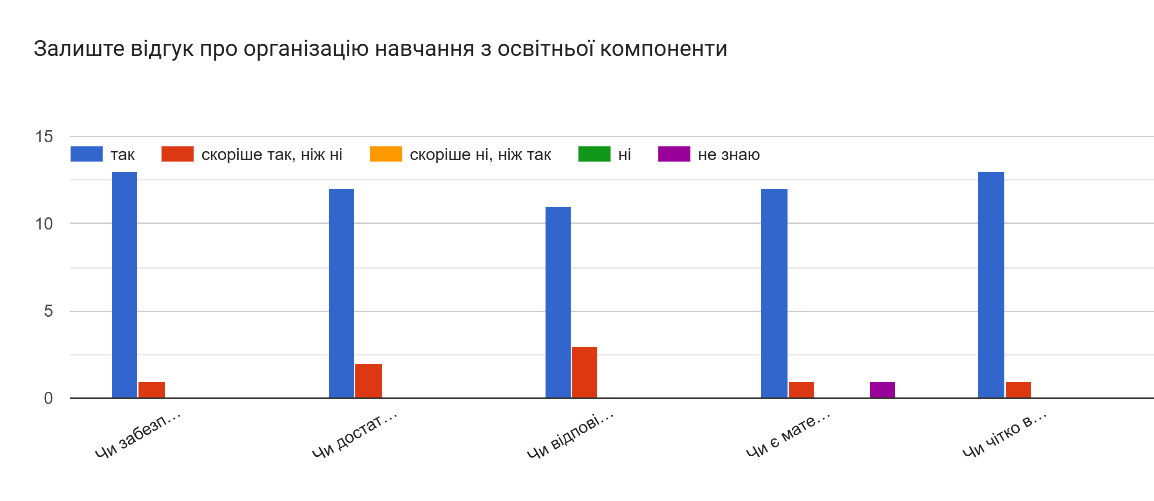 Залиште відгук про організацію навчання з освітньої компоненти
15
так скоріше так, ніж ні скоріше ні, ніж так ні не знаю
10
5
0
Чи забезп… Чи достат… Чи відпові… Чи є мате… Чи чітко в…